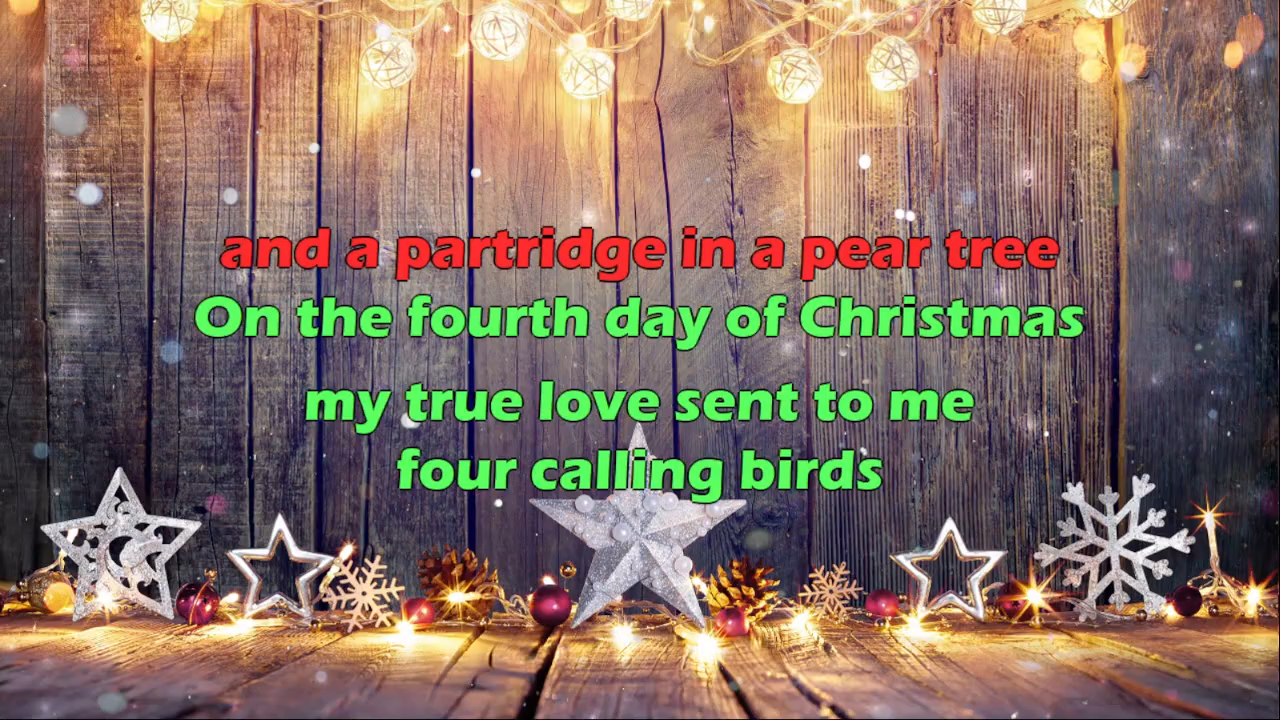 and a partridge in a pear tree
On the fourth day of Christmas
my true love sent to me
four calling birds